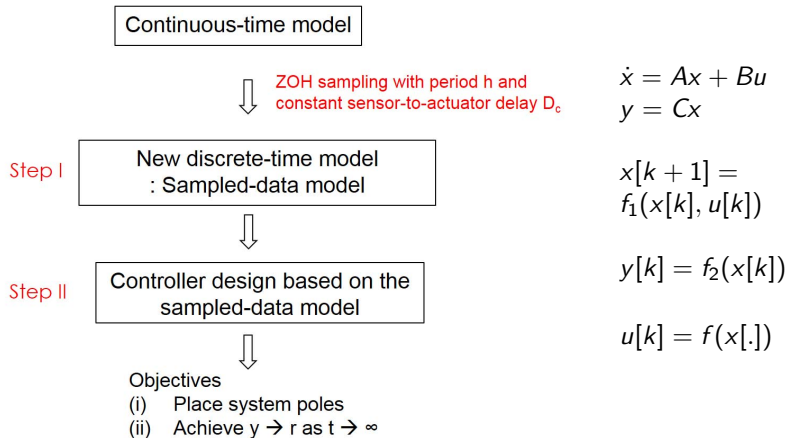 Continuous-time model
ZOH sampling with period h and
constant sensor-to-actuator delay D_c
Step I
New discrete-time model
: Sampled-data model
Step II
Controller design based on the
sampled-data model
Objectives
(i) Place system poles
(ii) Achieve y → r as t → ∞
ẋ = Ax + Bu
y = Cx
x[k + 1] =
f₁(x[k], u[k])
y[k] = f₂(x[k])
u[k] = f(x[.])